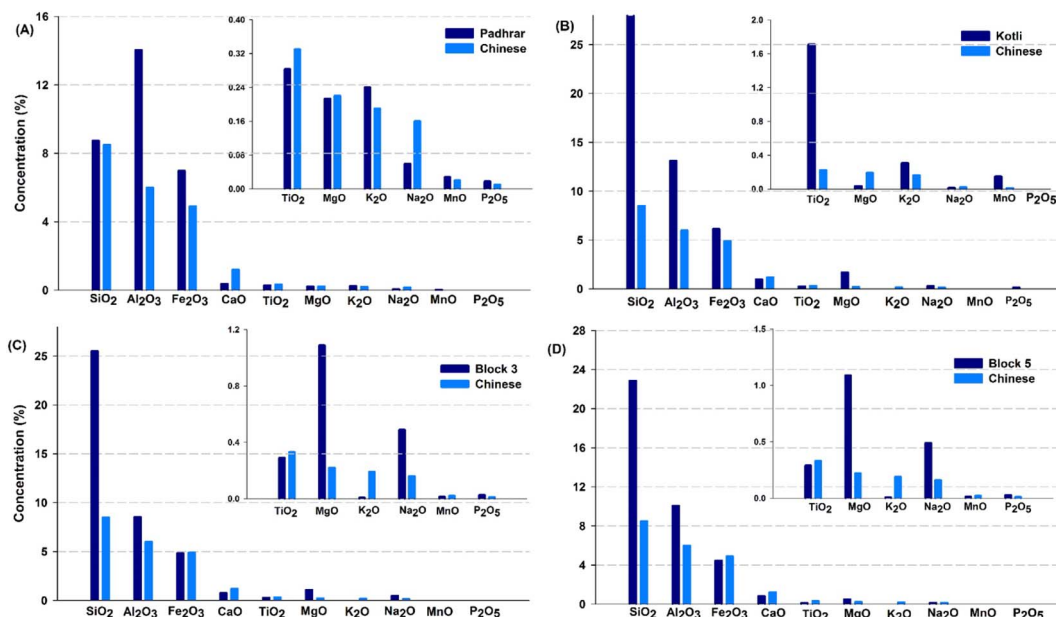 (A)
Concentration (%)
16
12
8
4
0
SiO₂ Al₂O₃ Fe₂O₃ CaO TiO₂ MgO K₂O Na₂O MnO P₂O₅
0.40
0.32
0.24
0.16
0.08
0.00
TiO₂ MgO K₂O Na₂O MnO P₂O₅
Padhrar
Chinese
(B)
25
20
15
10
5
0
SiO₂ Al₂O₃ Fe₂O₃ CaO TiO₂ MgO K₂O Na₂O MnO P₂O₅
2.0
1.6
1.2
0.8
0.4
0.0
TiO₂ MgO K₂O Na₂O MnO P₂O₅
Kotli
Chinese
(C)
Concentration (%)
25
20
15
10
5
0
SiO₂ Al₂O₃ Fe₂O₃ CaO TiO₂ MgO K₂O Na₂O MnO P₂O₅
1.2
0.8
0.4
0.0
TiO₂ MgO K₂O Na₂O MnO P₂O₅
Block 3
Chinese
(D)
28
24
20
16
12
8
4
0
SiO₂ Al₂O₃ Fe₂O₃ CaO TiO₂ MgO K₂O Na₂O MnO P₂O₅
1.5
1.0
0.5
0.0
TiO₂ MgO K₂O Na₂O MnO P₂O₅
Block 5
Chinese